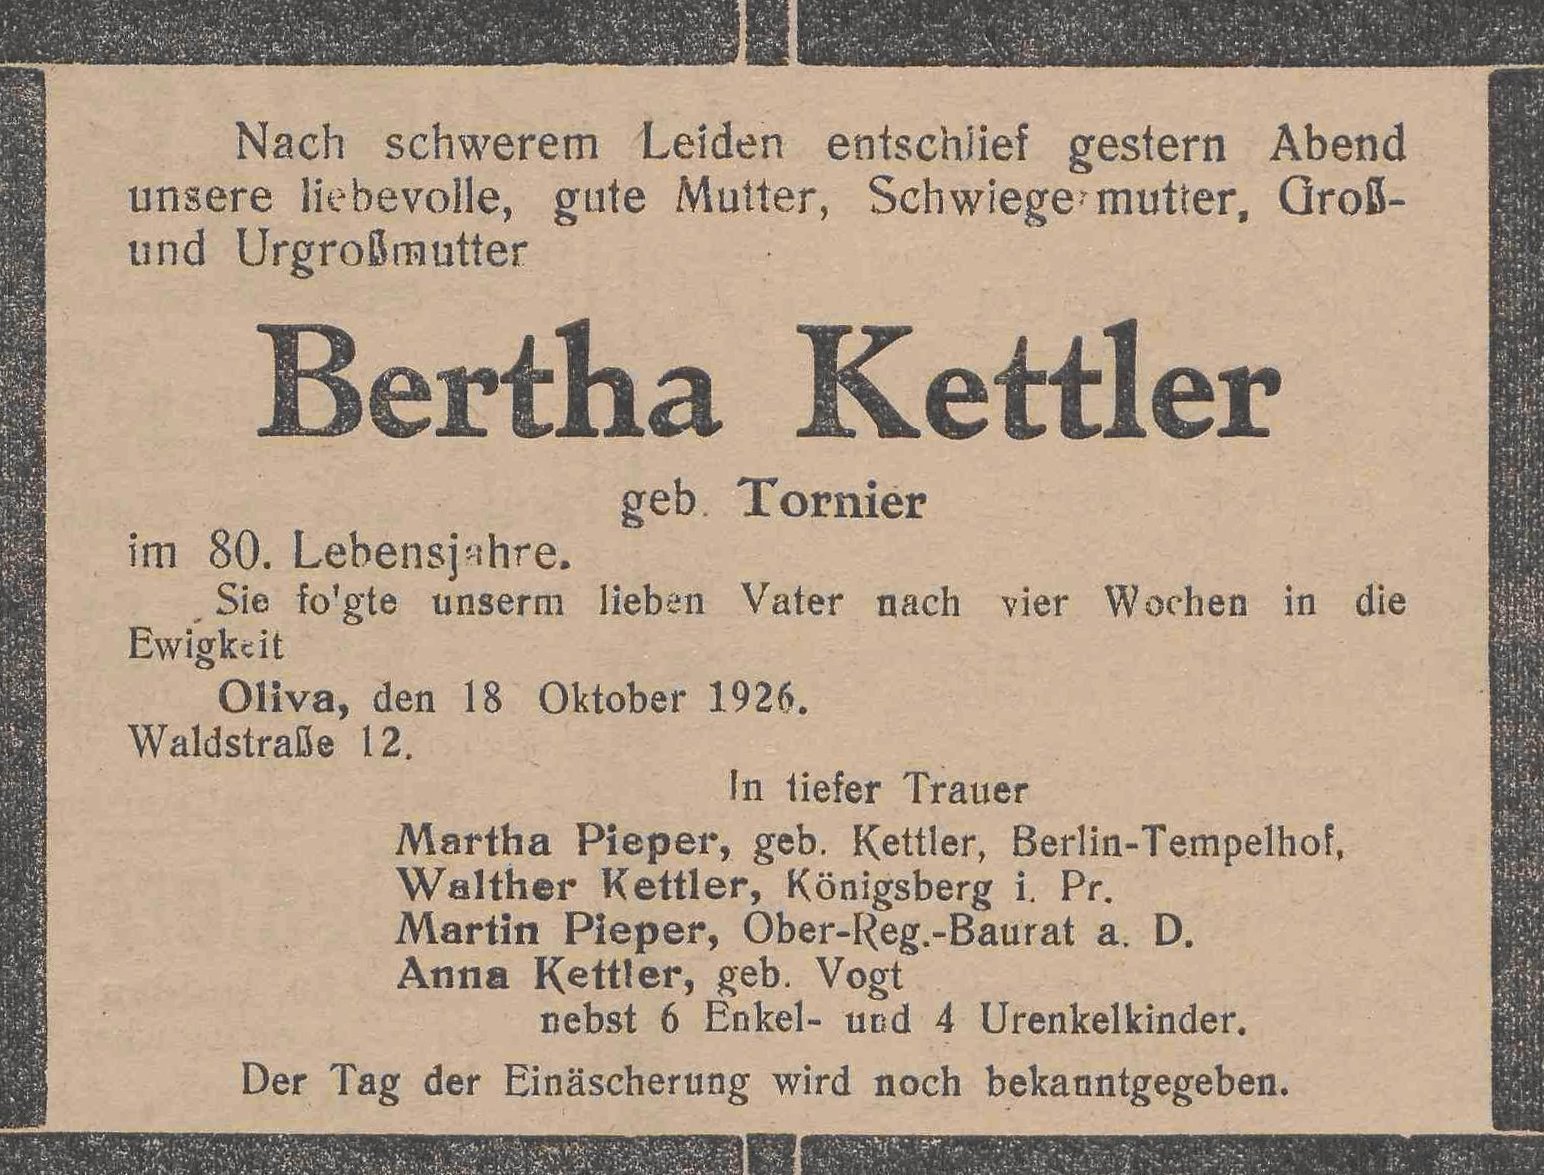 Nach schwerem Leiden entschlief gestern Abend
unsere liebevolle, gute Mutter, Schwiegermutter, Groß-
und Urgroßmutter
Bertha Kettler
geb. Tornier
im 80. Lebensjahre.
Sie folgte unserm lieben Vater nach vier Wochen in die
Ewigkeit
Oliva, den 18 Oktober 1926.
Waldstraße 12.
In tiefer Trauer
Martha Pieper, geb. Kettler, Berlin-Tempelhof,
Walther Kettler, Königsberg i. Pr.
Martin Pieper, Ober-Reg.-Baurat a. D.
Anna Kettler, geb. Vogt
nebst 6 Enkel- und 4 Urenkelkinder.
Der Tag der Einäscherung wird noch bekanntgegeben.